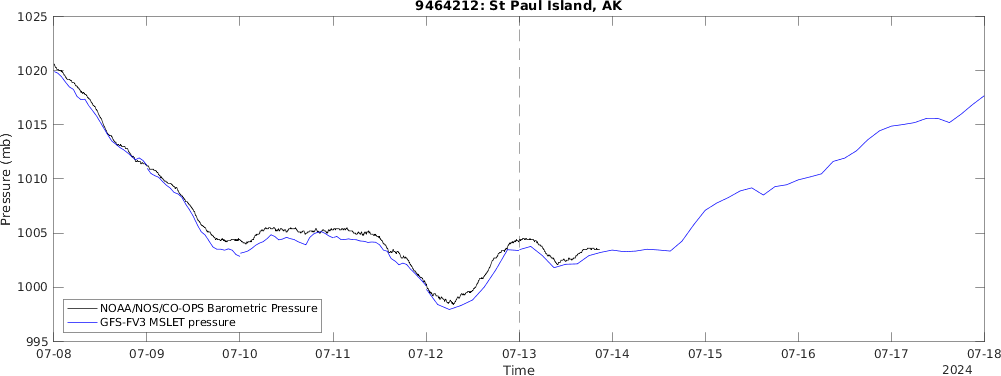 9464212: St Paul Island, AK
1025
1020
1015
1010
1005
1000
995
Pressure (mb)
NOAA/NOS/CO-OPS Barometric Pressure
GFS-FV3 MSLET pressure
07-08 07-09 07-10 07-11 07-12 07-13 07-14 07-15 07-16 07-17 07-18
Time
2024